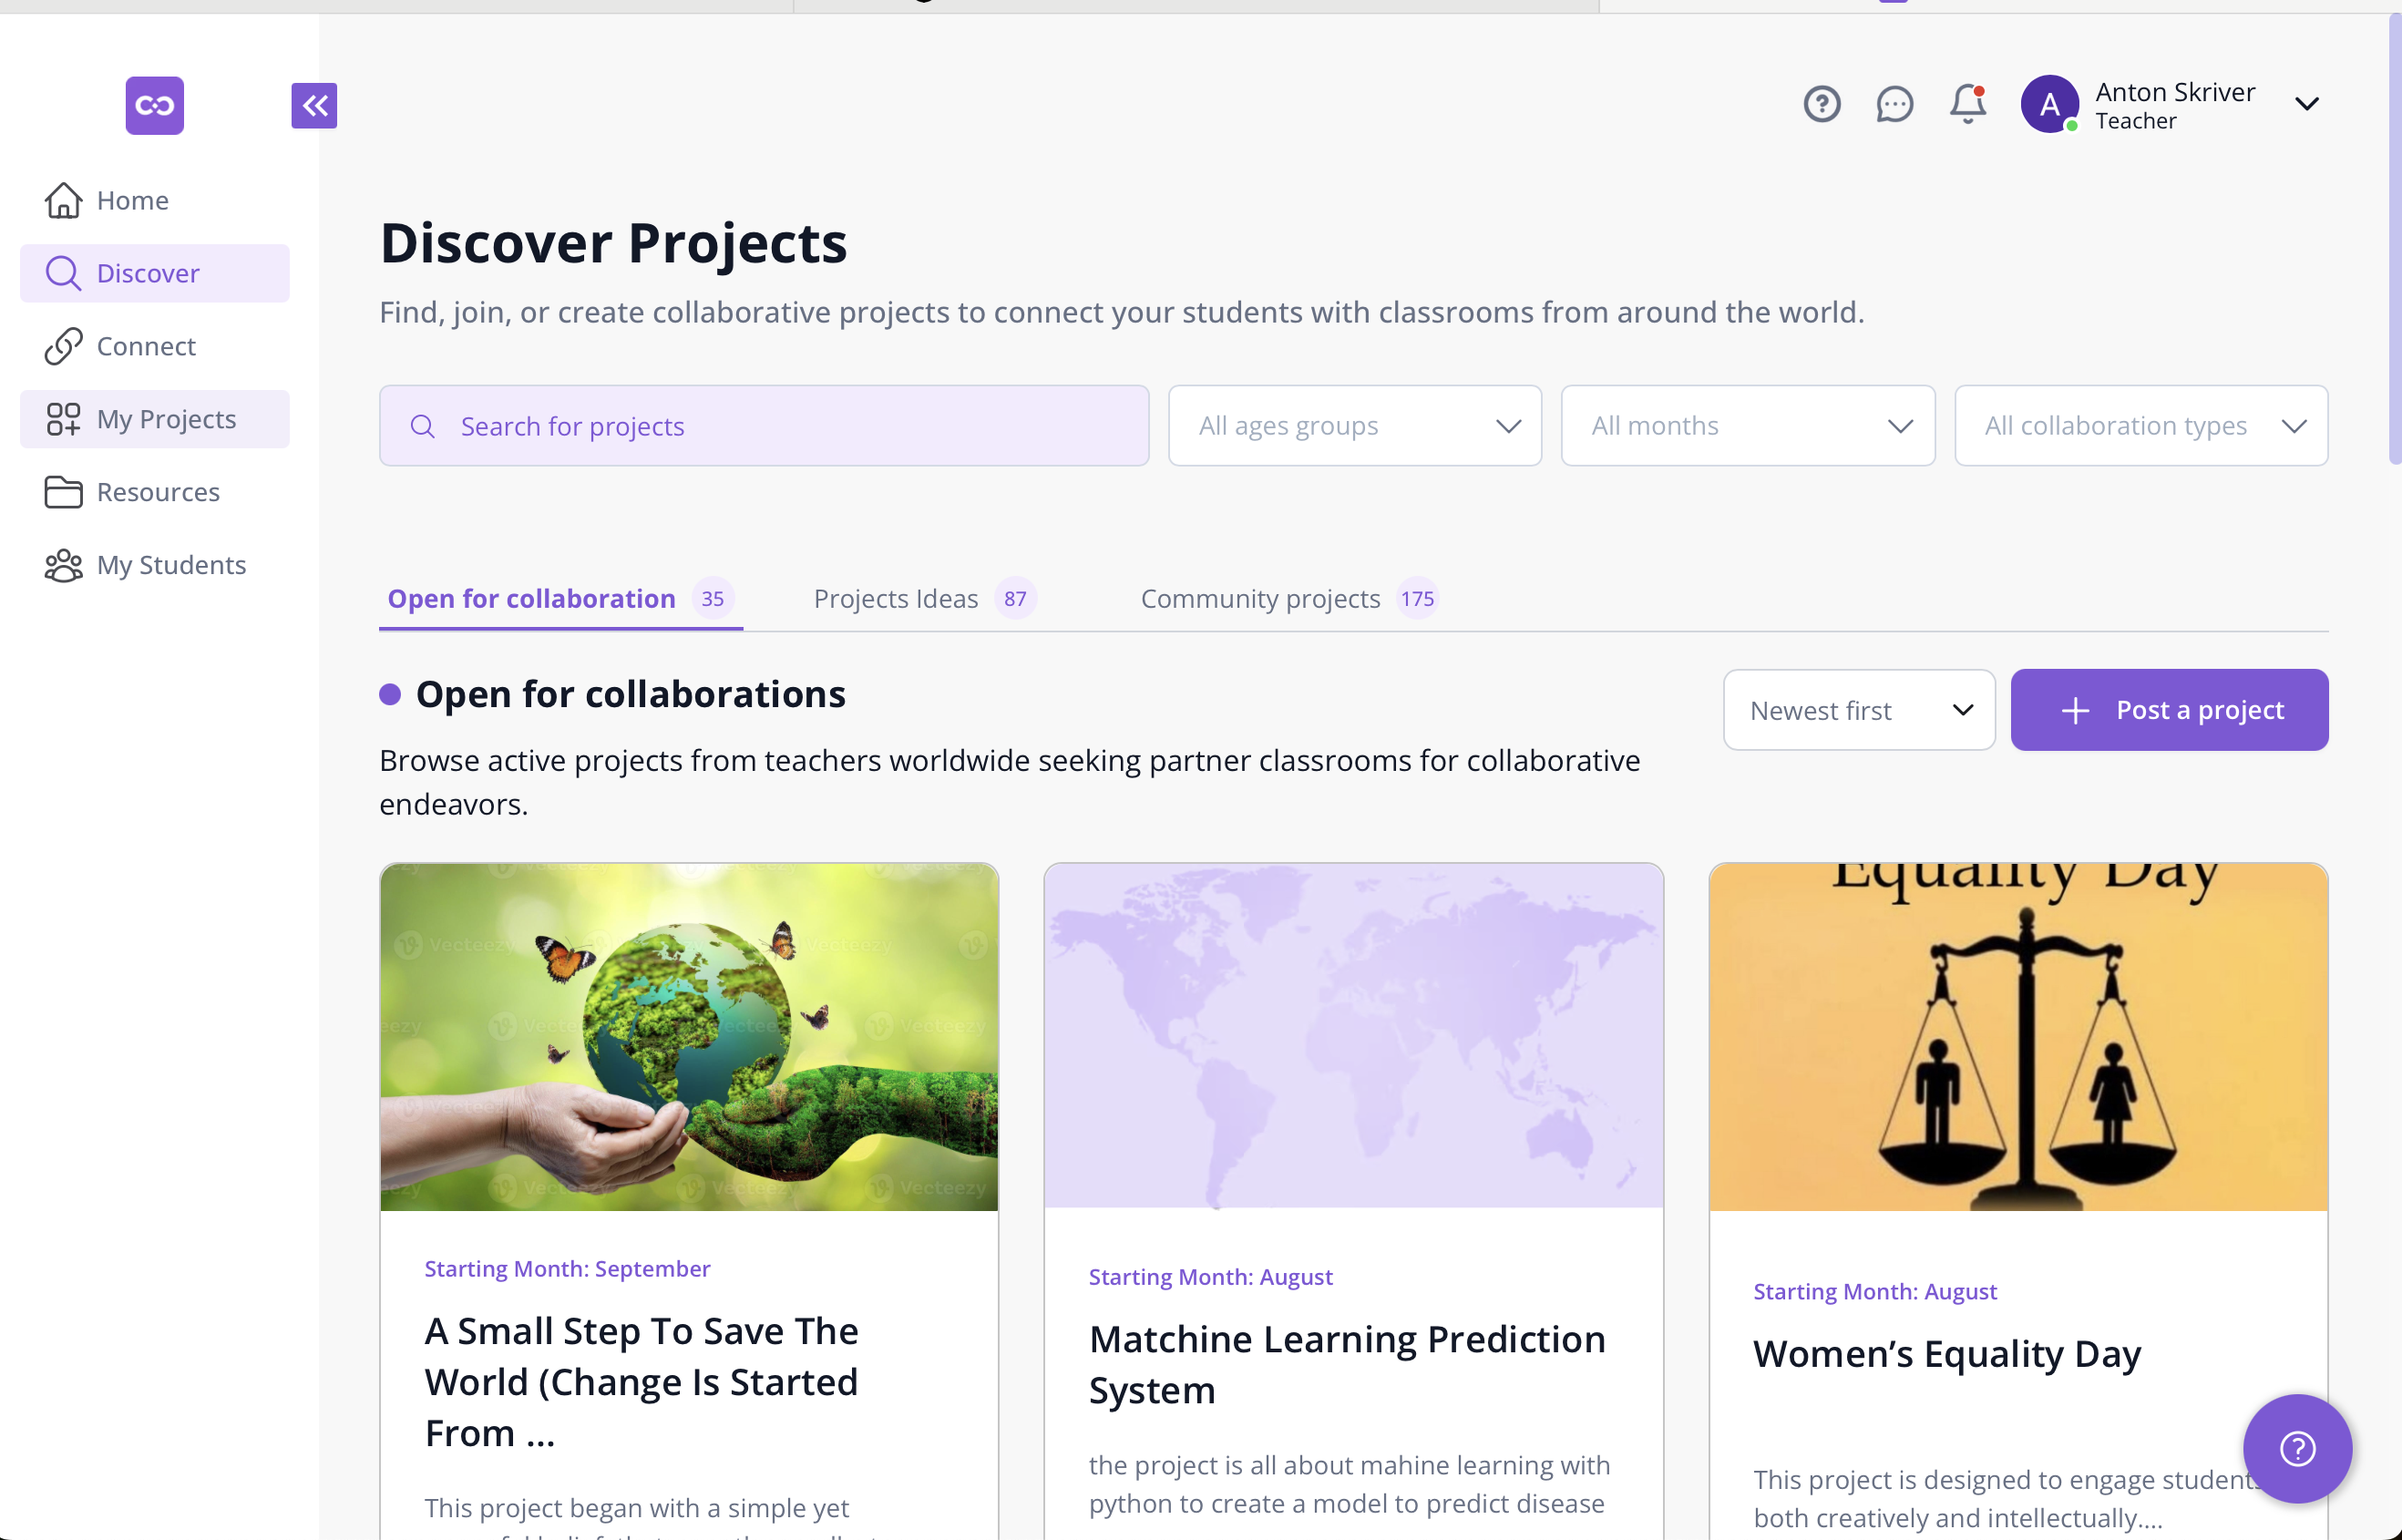 Anton Skriver
Teacher
Home
Discover
Connect
My Projects
Resources
My Students
Discover Projects
Find, join, or create collaborative projects to connect your students with classrooms from around the world.
Search for projects
All ages groups
All months
All collaboration types
Open for collaboration 35
Projects Ideas 87
Community projects 175
Open for collaborations
Newest first
Post a project
Browse active projects from teachers worldwide seeking partner classrooms for collaborative
endeavors.
Vecteezy
Equality Day
Starting Month: September
A Small Step To Save The
World (Change Is Started
From ...
This project began with a simple yet
Starting Month: August
Matchine Learning Prediction
System
the project is all about mahine learning with
python to create a model to predict disease
Starting Month: August
Women’s Equality Day
This project is designed to engage students
both creatively and intellectually....